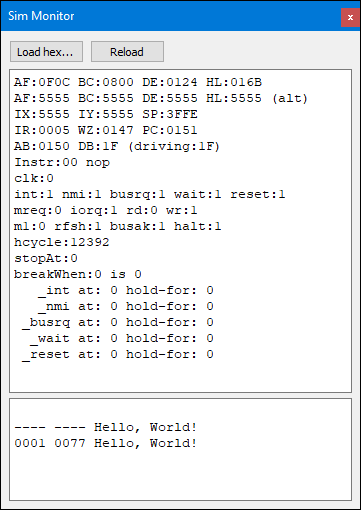 Sim Monitor
Load hex... Reload
AF:0F0C BC:0800 DE:0124 HL:016B
AF:5555 BC:5555 DE:5555 HL:5555 (alt)
IX:5555 IY:5555 SP:3FFE
IR:0005 WZ:0147 PC:0151
AB:0150 DB:1F (driving:1F)
Instr:00 nop
clk:0
int:1 nmi:1 busrq:1 wait:1 reset:1
mreq:0 iorq:1 rd:0 wr:1
m1:0 rfsh:1 busak:1 halt:1
hcycle:12392
stopAt:0
breakWhen:0 is 0
_int at: 0 hold-for: 0
_nmi at: 0 hold-for: 0
_busrq at: 0 hold-for: 0
_wait at: 0 hold-for: 0
_reset at: 0 hold-for: 0
---- ---- Hello, World!
0001 0077 Hello, World!